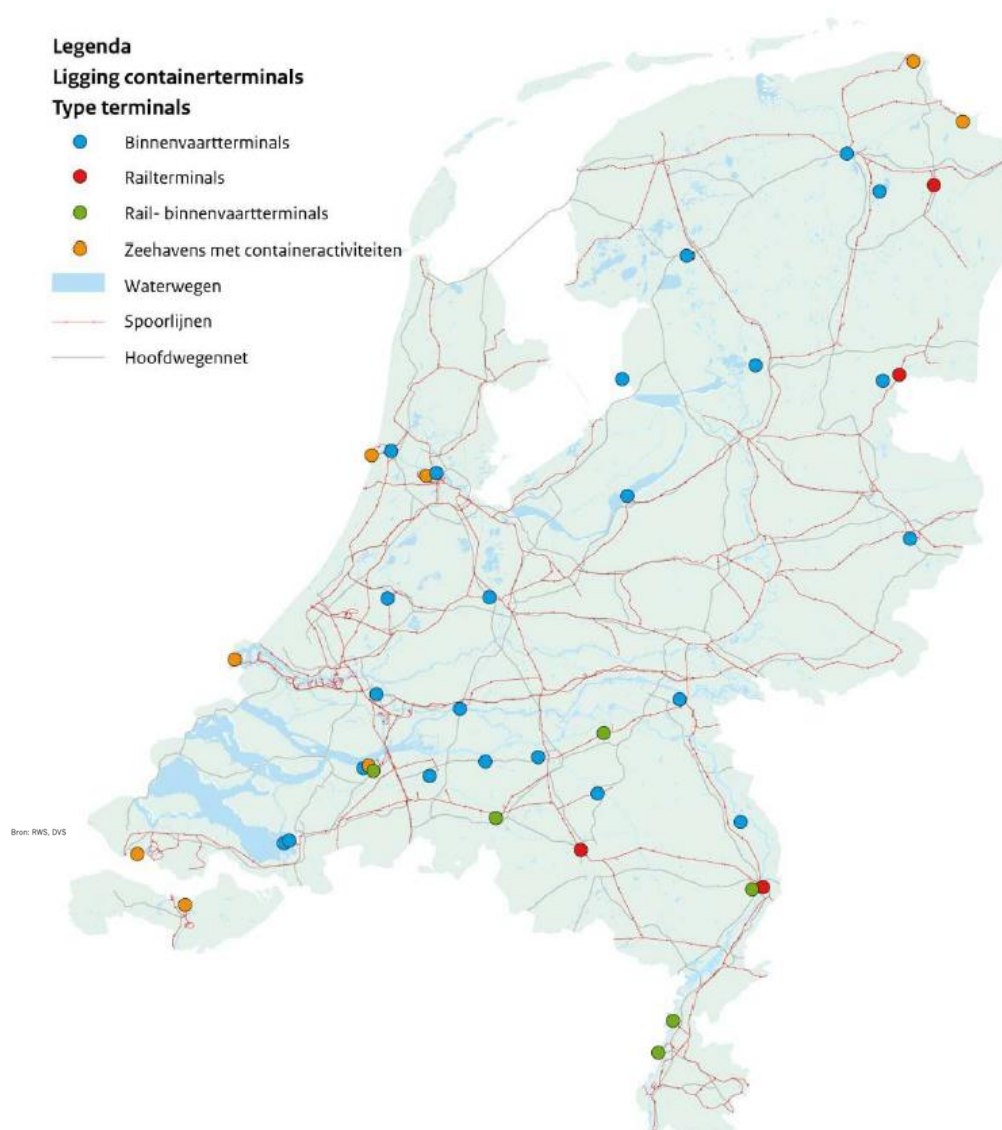 Legenda
Ligging containerterminals
Type terminals
Binnenvaartterminals
Railterminals
Rail- binnenvaartterminals
Zeehavens met containeractiviteiten
Waterwegen
Spoorlijnen
Hoofdwegennet
Bron: RWS, DVS